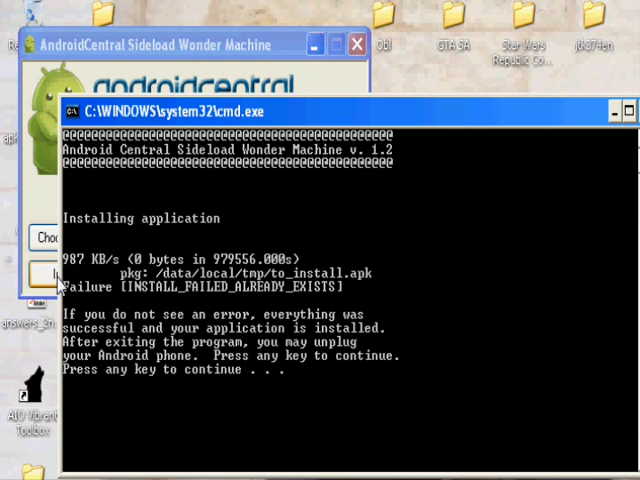 Obl
GTA SA
Star Wars
Republic Co...
AndroidCentral Sideload Wonder Machine
androidcentral
C:\WINDOWS\system32\cmd.exe
@@@@@@@@@@@@@@@@@@@@@@@@@@@@@@@@@@@@@@@@@@@@@@@
Android Central Sideload Wonder Machine v. 1.2
@@@@@@@@@@@@@@@@@@@@@@@@@@@@@@@@@@@@@@@@@@@@@@@
Installing application
987 KB/s (0 bytes in 979556.000s)
pkg: /data/local/tmp/to_install.apk
Failure [INSTALL_FAILED_ALREADY_EXISTS]
If you do not see an error, everything was
successful and your application is installed.
After exiting the program, you may unplug
your Android phone.  Press any key to continue.
Press any key to continue . . .
Choo
AIO Vibrant
Toolbox